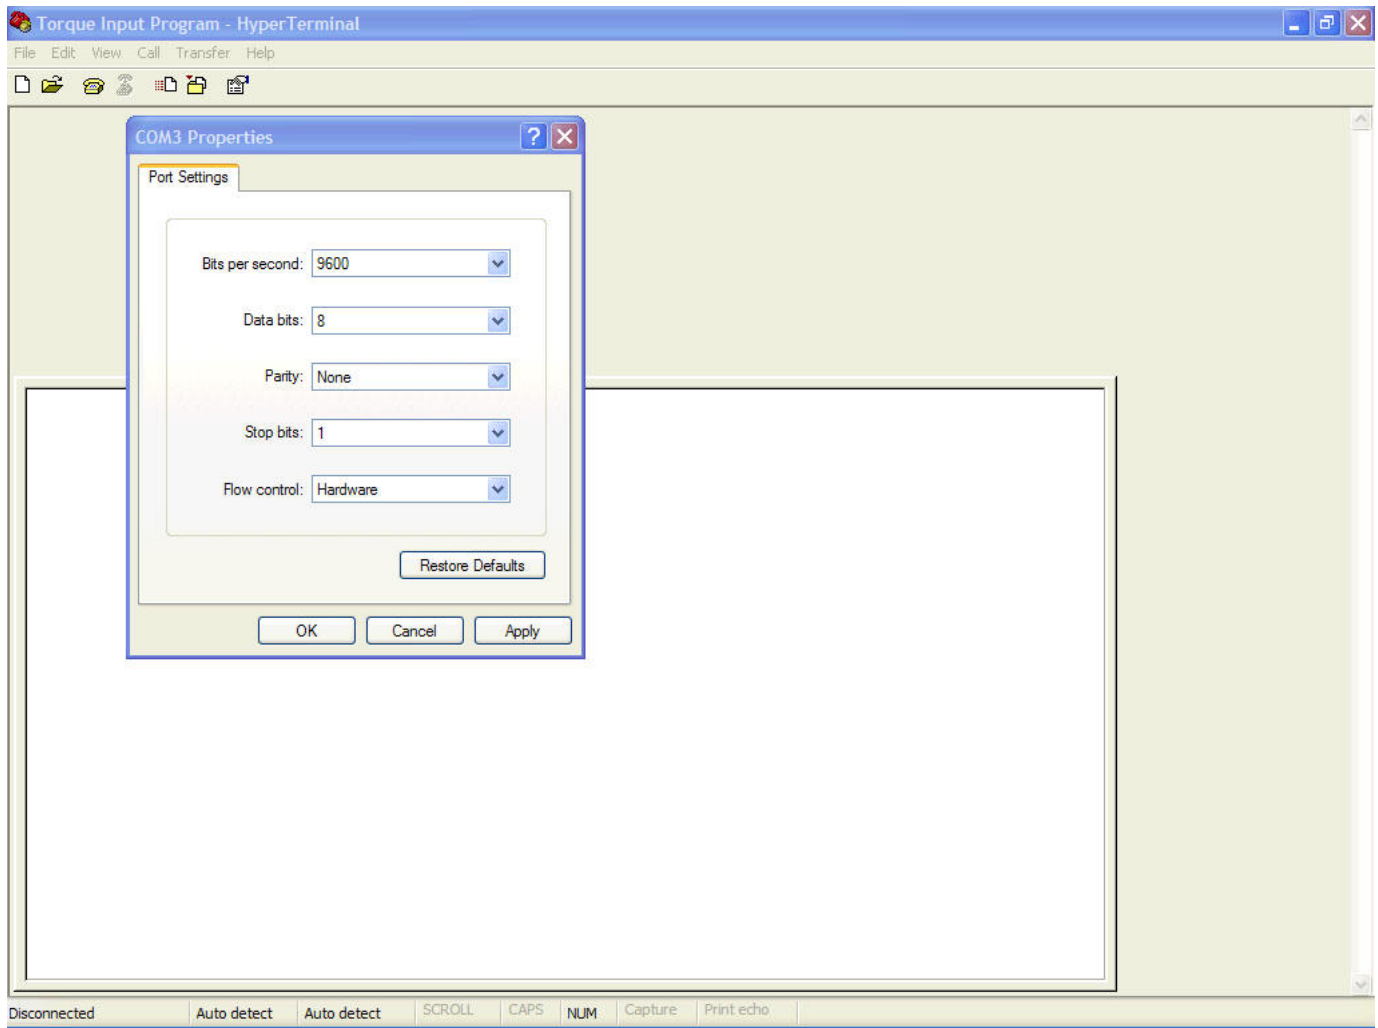 Torque Input Program - HyperTerminal
File Edit View Call Transfer Help
COM3 Properties
Port Settings
Bits per second: 9600
Data bits: 8
Parity: None
Stop bits: 1
Flow control: Hardware
Restore Defaults
OK Cancel Apply
Disconnected Auto detect Auto detect SCROLL CAPS NUM Capture Print echo